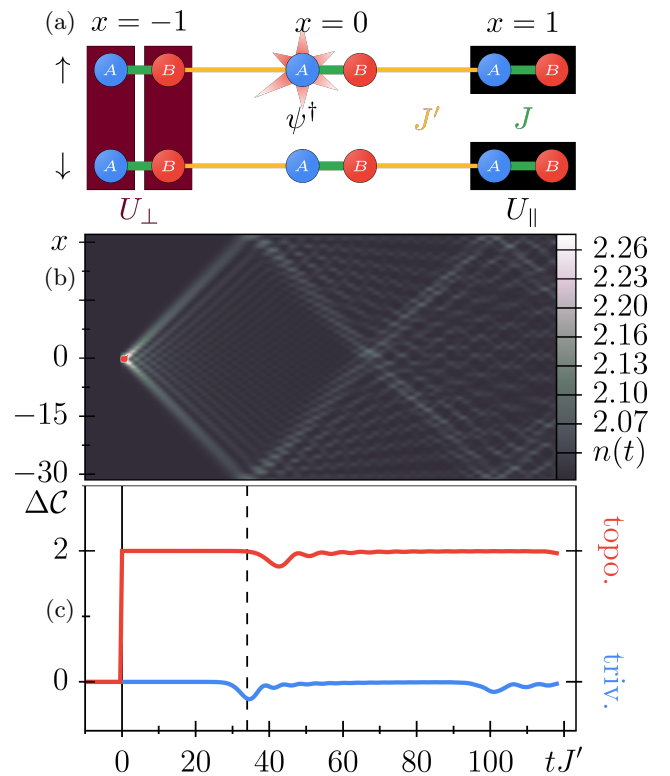 (a) x = −1 x = 0 x = 1
↑ A B A B A B
ψ† J′ J
↓ A B A B A B
U⊥ U∥
x
(b)
0
−15
−30
2.26
2.23
2.20
2.16
2.13
2.10
2.07
n(t)
ΔC
2
(c)
0
topo.
triv.
0 20 40 60 80 100 tJ′